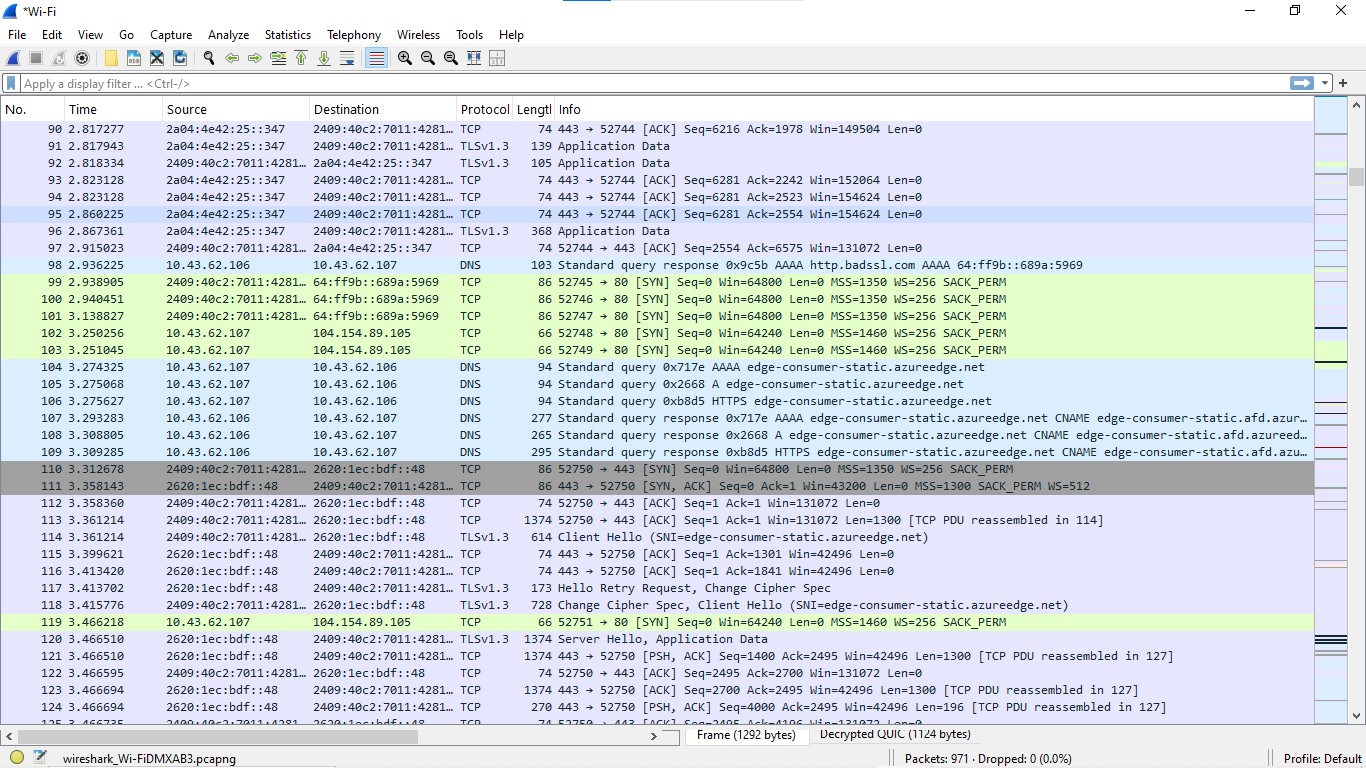 *Wi-Fi
File Edit View Go Capture Analyze Statistics Telephony Wireless Tools Help
Apply a display filter ... <Ctrl-/>
No. Time Source Destination Protocol Lengtl Info
90 2.817277 2a04:4e42:25::347 2409:40c2:7011:4281… TCP 74 443 → 52744 [ACK] Seq=6216 Ack=1978 Win=149504 Len=0
91 2.817943 2a04:4e42:25::347 2409:40c2:7011:4281… TLSv1.3 139 Application Data
92 2.818334 2409:40c2:7011:4281… 2a04:4e42:25::347 TLSv1.3 105 Application Data
93 2.823128 2a04:4e42:25::347 2409:40c2:7011:4281… TCP 74 443 → 52744 [ACK] Seq=6281 Ack=2242 Win=152064 Len=0
94 2.823128 2a04:4e42:25::347 2409:40c2:7011:4281… TCP 74 443 → 52744 [ACK] Seq=6281 Ack=2523 Win=154624 Len=0
95 2.860225 2a04:4e42:25::347 2409:40c2:7011:4281… TCP 74 443 → 52744 [ACK] Seq=6281 Ack=2554 Win=154624 Len=0
96 2.867361 2a04:4e42:25::347 2409:40c2:7011:4281… TLSv1.3 368 Application Data
97 2.915023 2409:40c2:7011:4281… 2a04:4e42:25::347 TCP 74 52744 → 443 [ACK] Seq=2554 Ack=6575 Win=131072 Len=0
98 2.936225 10.43.62.106 10.43.62.107 DNS 103 Standard query response 0x9c5b AAAA http.badssl.com AAAA 64:ff9b::689a:5969
99 2.938905 2409:40c2:7011:4281… 64:ff9b::689a:5969 TCP 86 52745 → 80 [SYN] Seq=0 Win=64800 Len=0 MSS=1350 WS=256 SACK_PERM
100 2.940451 2409:40c2:7011:4281… 64:ff9b::689a:5969 TCP 86 52746 → 80 [SYN] Seq=0 Win=64800 Len=0 MSS=1350 WS=256 SACK_PERM
101 3.138827 2409:40c2:7011:4281… 64:ff9b::689a:5969 TCP 86 52747 → 80 [SYN] Seq=0 Win=64800 Len=0 MSS=1350 WS=256 SACK_PERM
102 3.250256 10.43.62.107 104.154.89.105 TCP 66 52748 → 80 [SYN] Seq=0 Win=64240 Len=0 MSS=1460 WS=256 SACK_PERM
103 3.251045 10.43.62.107 104.154.89.105 TCP 66 52749 → 80 [SYN] Seq=0 Win=64240 Len=0 MSS=1460 WS=256 SACK_PERM
104 3.274325 10.43.62.107 10.43.62.106 DNS 94 Standard query 0x717e AAAA edge-consumer-static.azureedge.net
105 3.275068 10.43.62.107 10.43.62.106 DNS 94 Standard query 0x2668 A edge-consumer-static.azureedge.net
106 3.275627 10.43.62.107 10.43.62.106 DNS 94 Standard query 0xb8d5 HTTPS edge-consumer-static.azureedge.net
107 3.293283 10.43.62.106 10.43.62.107 DNS 277 Standard query response 0x717e AAAA edge-consumer-static.azureedge.net CNAME edge-consumer-static.afd.azur…
108 3.308805 10.43.62.106 10.43.62.107 DNS 265 Standard query response 0x2668 A edge-consumer-static.azureedge.net CNAME edge-consumer-static.afd.azureed…
109 3.309285 10.43.62.106 10.43.62.107 DNS 295 Standard query response 0xb8d5 HTTPS edge-consumer-static.azureedge.net CNAME edge-consumer-static.afd.azu…
110 3.312678 2409:40c2:7011:4281… 2620:1ec:bdf::48 TCP 86 52750 → 443 [SYN] Seq=0 Win=64800 Len=0 MSS=1350 WS=256 SACK_PERM
111 3.358143 2620:1ec:bdf::48 2409:40c2:7011:4281… TCP 86 443 → 52750 [SYN, ACK] Seq=0 Ack=1 Win=43200 Len=0 MSS=1300 SACK_PERM WS=512
112 3.358360 2409:40c2:7011:4281… 2620:1ec:bdf::48 TCP 74 52750 → 443 [ACK] Seq=1 Ack=1 Win=131072 Len=0
113 3.361214 2409:40c2:7011:4281… 2620:1ec:bdf::48 TCP 1374 52750 → 443 [ACK] Seq=1 Ack=1 Win=131072 Len=1300 [TCP PDU reassembled in 114]
114 3.361214 2409:40c2:7011:4281… 2620:1ec:bdf::48 TLSv1.3 614 Client Hello (SNI=edge-consumer-static.azureedge.net)
115 3.399621 2620:1ec:bdf::48 2409:40c2:7011:4281… TCP 74 443 → 52750 [ACK] Seq=1 Ack=1301 Win=42496 Len=0
116 3.413420 2620:1ec:bdf::48 2409:40c2:7011:4281… TCP 74 443 → 52750 [ACK] Seq=1 Ack=1841 Win=42496 Len=0
117 3.413702 2620:1ec:bdf::48 2409:40c2:7011:4281… TLSv1.3 173 Hello Retry Request, Change Cipher Spec
118 3.415776 2409:40c2:7011:4281… 2620:1ec:bdf::48 TLSv1.3 728 Change Cipher Spec, Client Hello (SNI=edge-consumer-static.azureedge.net)
119 3.466218 10.43.62.107 104.154.89.105 TCP 66 52751 → 80 [SYN] Seq=0 Win=64240 Len=0 MSS=1460 WS=256 SACK_PERM
120 3.466510 2620:1ec:bdf::48 2409:40c2:7011:4281… TLSv1.3 1374 Server Hello, Application Data
121 3.466510 2620:1ec:bdf::48 2409:40c2:7011:4281… TCP 1374 443 → 52750 [PSH, ACK] Seq=1400 Ack=2495 Win=42496 Len=1300 [TCP PDU reassembled in 127]
122 3.466595 2409:40c2:7011:4281… 2620:1ec:bdf::48 TCP 74 52750 → 443 [ACK] Seq=2495 Ack=2700 Win=131072 Len=0
123 3.466694 2620:1ec:bdf::48 2409:40c2:7011:4281… TCP 1374 443 → 52750 [ACK] Seq=2700 Ack=2495 Win=42496 Len=1300 [TCP PDU reassembled in 127]
124 3.466694 2620:1ec:bdf::48 2409:40c2:7011:4281… TCP 270 443 → 52750 [PSH, ACK] Seq=4000 Ack=2495 Win=42496 Len=196 [TCP PDU reassembled in 127]
125 3.466735 2409:40c2:7011:4281… 2620:1ec:bdf::48 TCP 74 52750 → 443 [ACK] Seq=2495 Ack=4196 Win=131072 Len=0
Frame (1292 bytes) Decrypted QUIC (1124 bytes)
wireshark_Wi-FiDMXAB3.pcapng Packets: 971 · Dropped: 0 (0.0%) Profile: Default